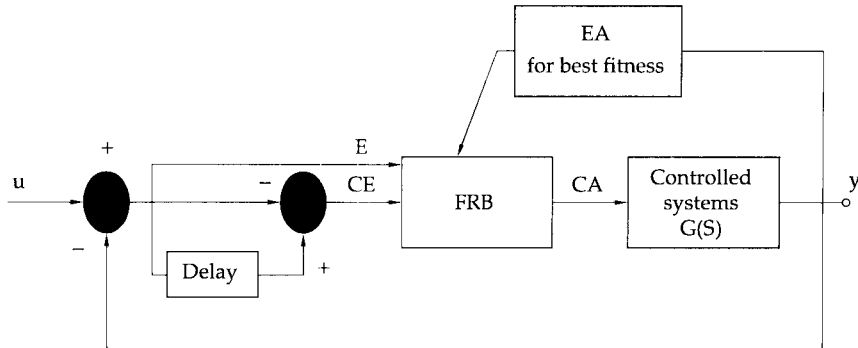 EA
for best fitness
+
E
u
−
CE
FRB
CA
Controlled
systems
G(S)
y
−
Delay
+